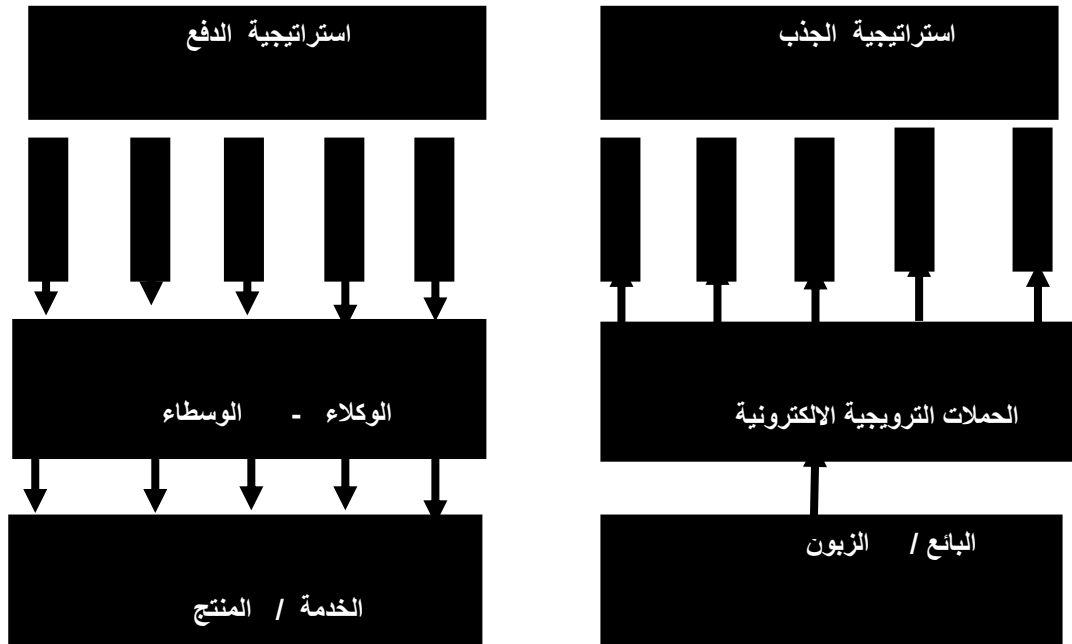 استراتيجية الجذب
استراتيجية الدفع
الحملات الترويجية الالكترونية
الوكلاء - الوسطاء
البائع / الزبون
الخدمة / المنتج